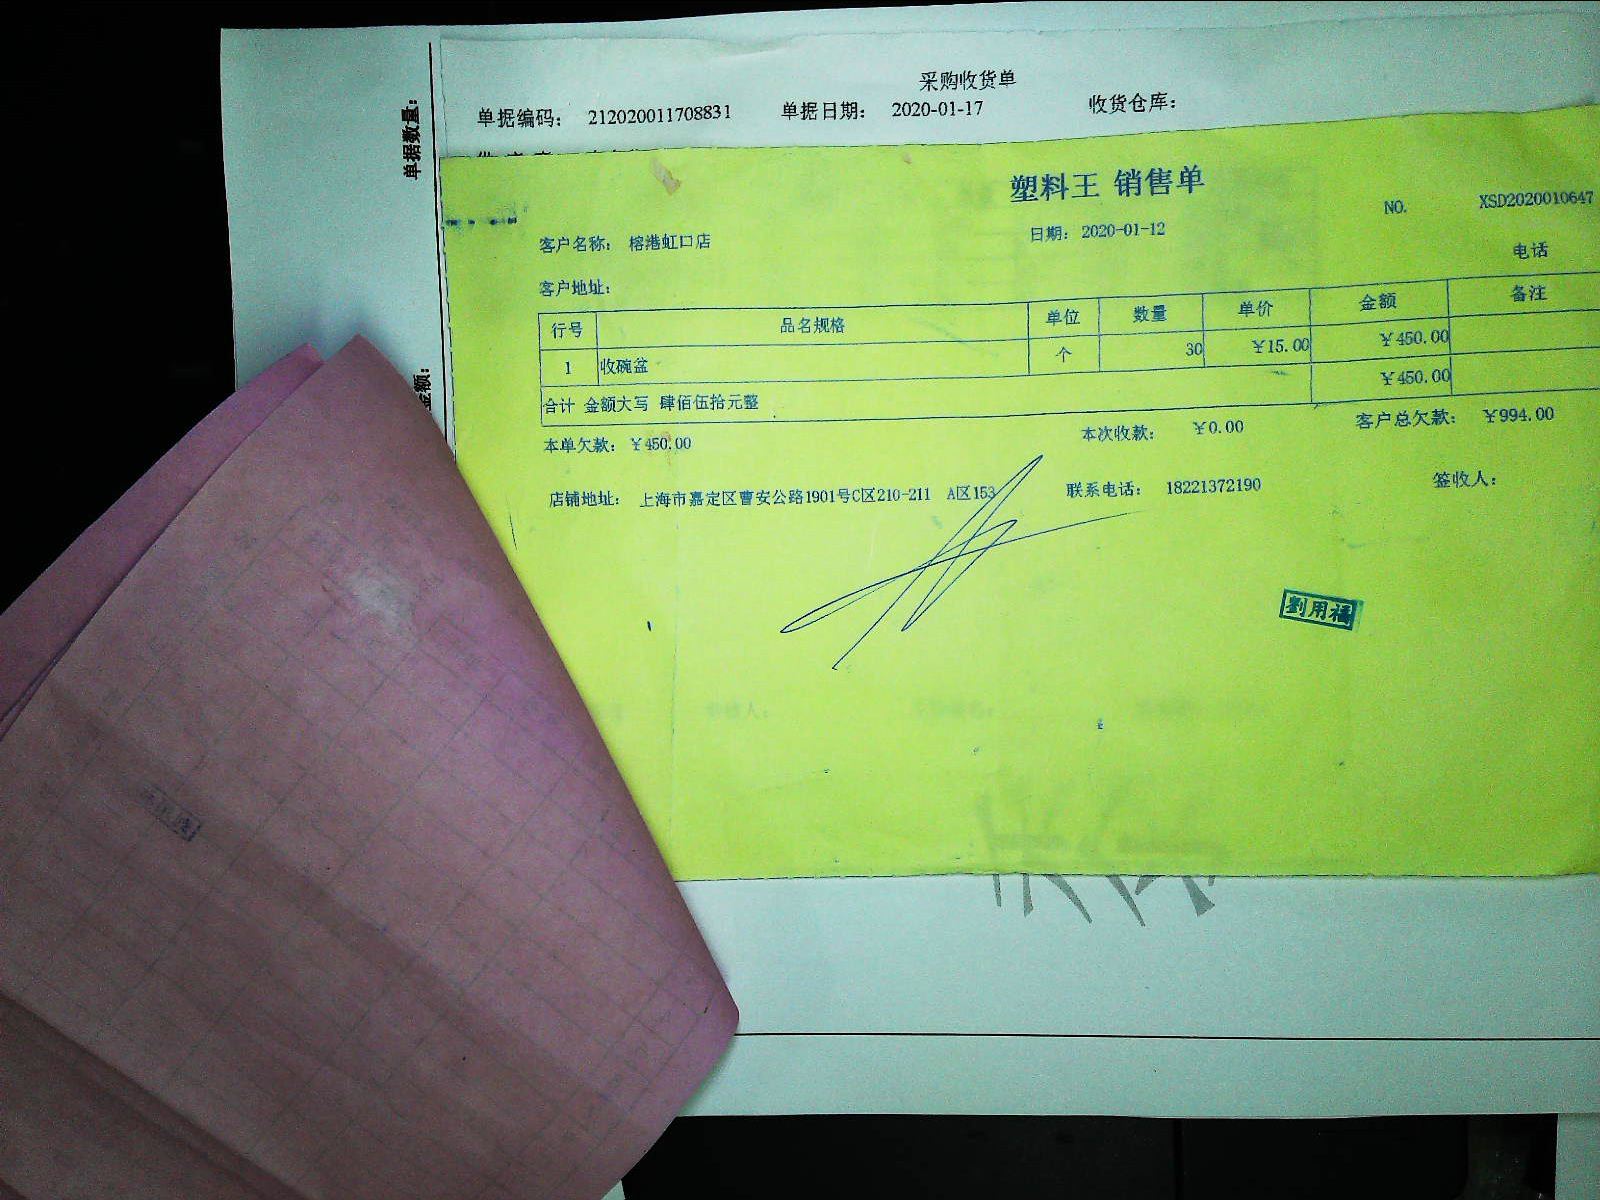 采购收货单
单据编码： 212020011708831 单据日期： 2020-01-17 收货仓库：
单据数量：
金额：
塑料王 销售单
NO. XSD2020010647
客户名称： 榕港虹口店 日期： 2020-01-12
电话
客户地址：
行号 品名规格 单位 数量 单价 金额 备注
1 收碗盆 个 30 ￥15.00 ￥450.00
合计 金额大写 肆佰伍拾元整 ￥450.00
本单欠款： ￥450.00 本次收款： ￥0.00 客户总欠款： ￥994.00
店铺地址： 上海市嘉定区曹安公路1901号C区210-211 A区153 联系电话： 18221372190 签收人：
劉用福